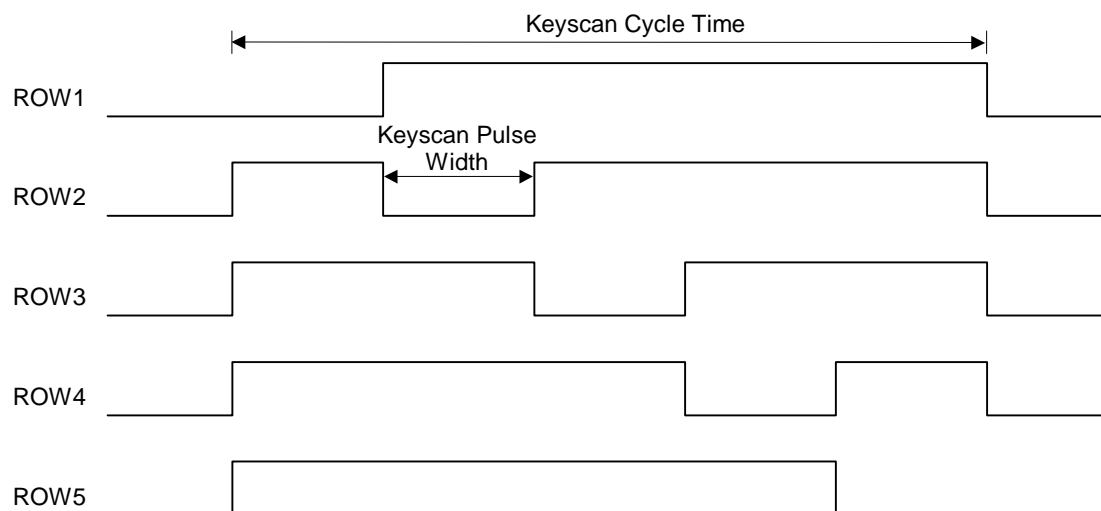 Keyscan Cycle Time
ROW1
Keyscan Pulse
Width
ROW2
ROW3
ROW4
ROW5